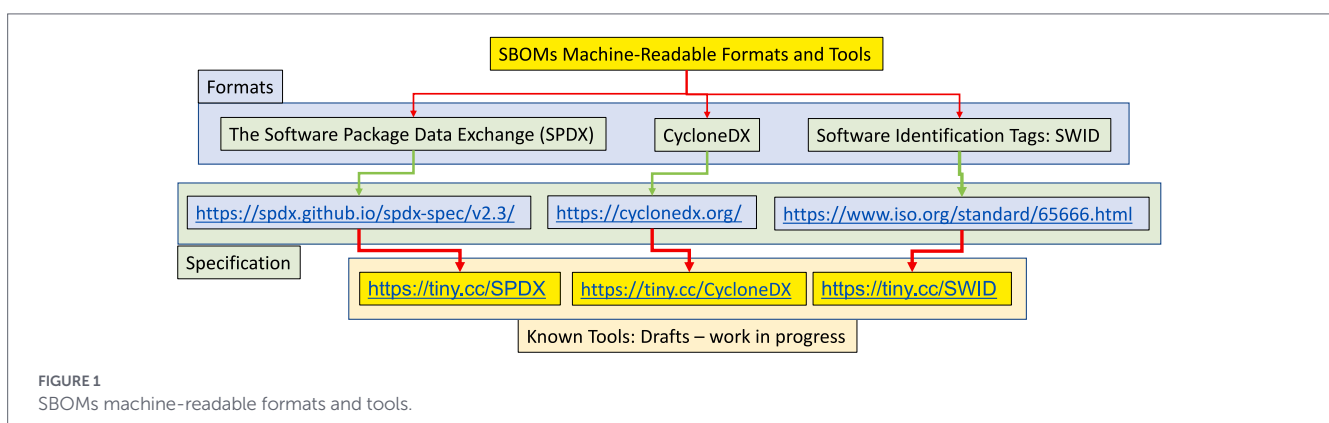 SBOMs Machine-Readable Formats and Tools
Formats
The Software Package Data Exchange (SPDX)
CycloneDX
Software Identification Tags: SWID
https://spdx.github.io/spdx-spec/v2.3/
https://cyclonedx.org/
https://www.iso.org/standard/65666.html
Specification
https://tiny.cc/SPDX
https://tiny.cc/CycloneDX
https://tiny.cc/SWID
Known Tools: Drafts – work in progress
FIGURE 1
SBOMs machine-readable formats and tools.